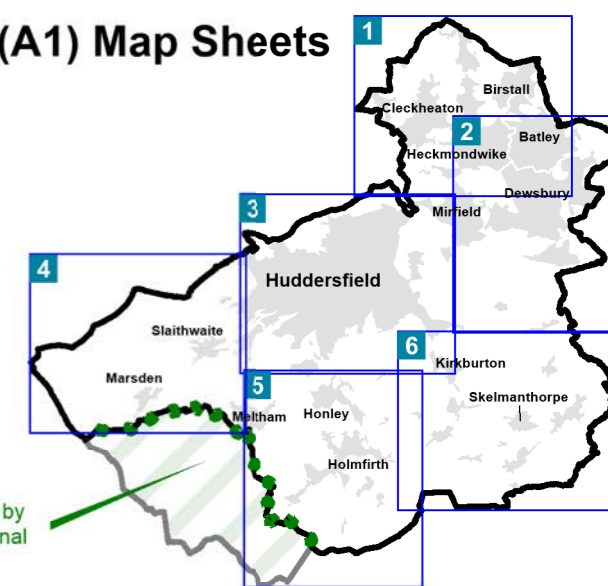 (A1) Map Sheets
1
Birstall
Cleckheaton
2
Batley
Heckmondwike
Dewsbury
3
Mirfield
4
Huddersfield
Slaithwaite
6
Kirkburton
Marsden
5
Skelmanthorpe
Meltham
Honley
Holmfirth
by
nal